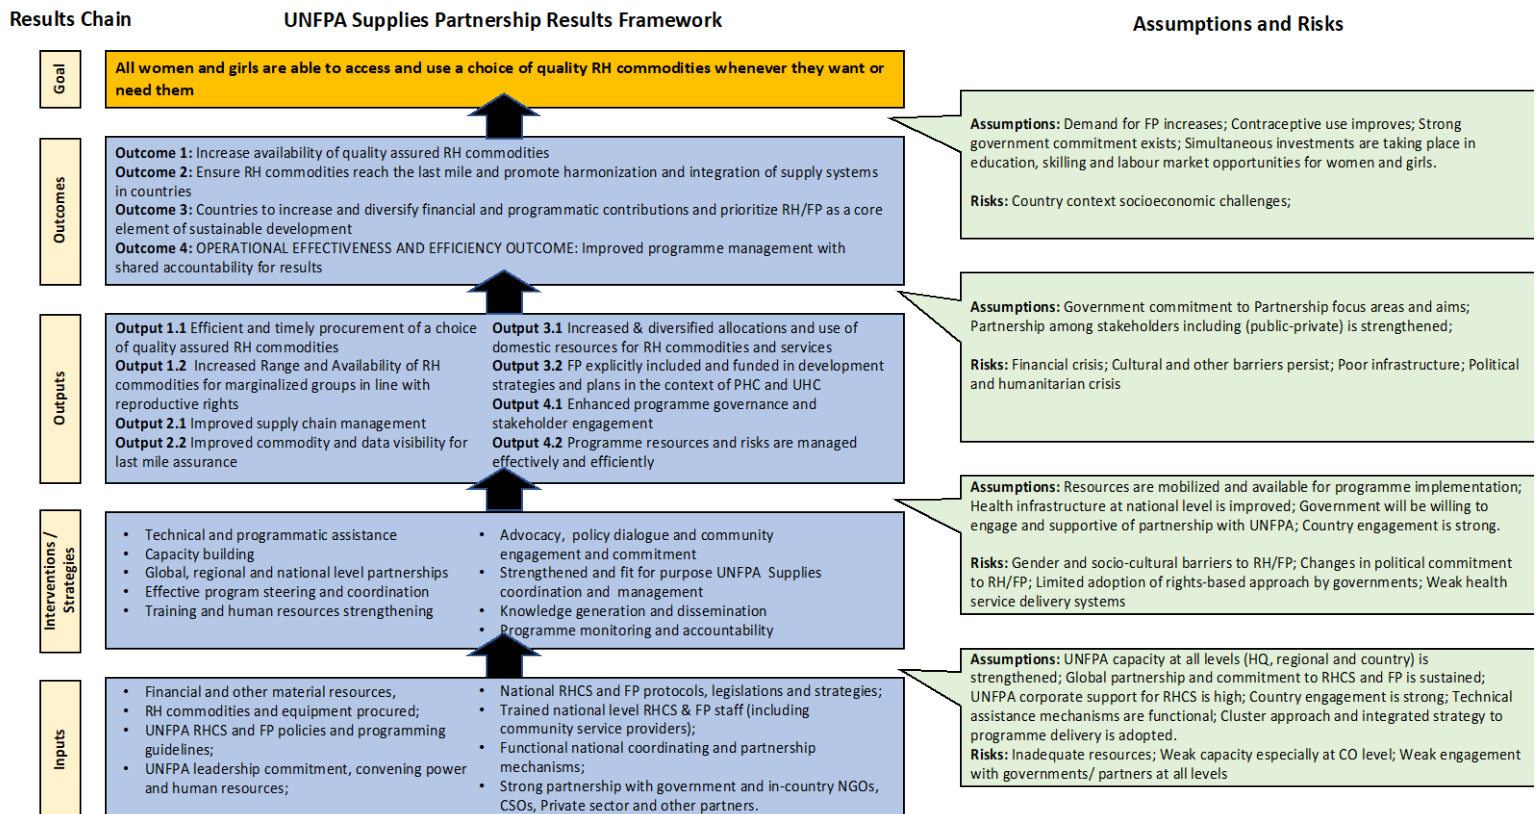 Results Chain
UNFPA Supplies Partnership Results Framework
Assumptions and Risks
Goal
All women and girls are able to access and use a choice of quality RH commodities whenever they want or
need them
Outcomes
Outcome 1: Increase availability of quality assured RH commodities
Outcome 2: Ensure RH commodities reach the last mile and promote harmonization and integration of supply systems
in countries
Outcome 3: Countries to increase and diversify financial and programmatic contributions and prioritize RH/FP as a core
element of sustainable development
Outcome 4: OPERATIONAL EFFECTIVENESS AND EFFICIENCY OUTCOME: Improved programme management with
shared accountability for results
Assumptions: Demand for FP increases; Contraceptive use improves; Strong
government commitment exists; Simultaneous investments are taking place in
education, skilling and labour market opportunities for women and girls.
Risks: Country context socioeconomic challenges;
Outputs
Output 1.1 Efficient and timely procurement of a choice
of quality assured RH commodities
Output 1.2 Increased Range and Availability of RH
commodities for marginalized groups in line with
reproductive rights
Output 2.1 Improved supply chain management
Output 2.2 Improved commodity and data visibility for
last mile assurance
Output 3.1 Increased & diversified allocations and use of
domestic resources for RH commodities and services
Output 3.2 FP explicitly included and funded in development
strategies and plans in the context of PHC and UHC
Output 4.1 Enhanced programme governance and
stakeholder engagement
Output 4.2 Programme resources and risks are managed
effectively and efficiently
Assumptions: Government commitment to Partnership focus areas and aims;
Partnership among stakeholders including (public-private) is strengthened;
Risks: Financial crisis; Cultural and other barriers persist; Poor infrastructure; Political
and humanitarian crisis
Interventions /
Strategies
• Technical and programmatic assistance
• Capacity building
• Global, regional and national level partnerships
• Effective program steering and coordination
• Training and human resources strengthening
• Advocacy, policy dialogue and community
engagement and commitment
• Strengthened and fit for purpose UNFPA Supplies
coordination and management
• Knowledge generation and dissemination
• Programme monitoring and accountability
Assumptions: Resources are mobilized and available for programme implementation;
Health infrastructure at national level is improved; Government will be willing to
engage and supportive of partnership with UNFPA; Country engagement is strong.
Risks: Gender and socio-cultural barriers to RH/FP; Changes in political commitment
to RH/FP; Limited adoption of rights-based approach by governments; Weak health
service delivery systems
Inputs
• Financial and other material resources,
• RH commodities and equipment procured;
• UNFPA RHCS and FP policies and programming
guidelines;
• UNFPA leadership commitment, convening power
and human resources;
• National RHCS and FP protocols, legislations and strategies;
• Trained national level RHCS & FP staff (including
community service providers);
• Functional national coordinating and partnership
mechanisms;
• Strong partnership with government and in-country NGOs,
CSOs, Private sector and other partners.
Assumptions: UNFPA capacity at all levels (HQ, regional and country) is
strengthened; Global partnership and commitment to RHCS and FP is sustained;
UNFPA corporate support for RHCS is high; Country engagement is strong; Technical
assistance mechanisms are functional; Cluster approach and integrated strategy to
programme delivery is adopted.
Risks: Inadequate resources; Weak capacity especially at CO level; Weak engagement
with governments/ partners at all levels